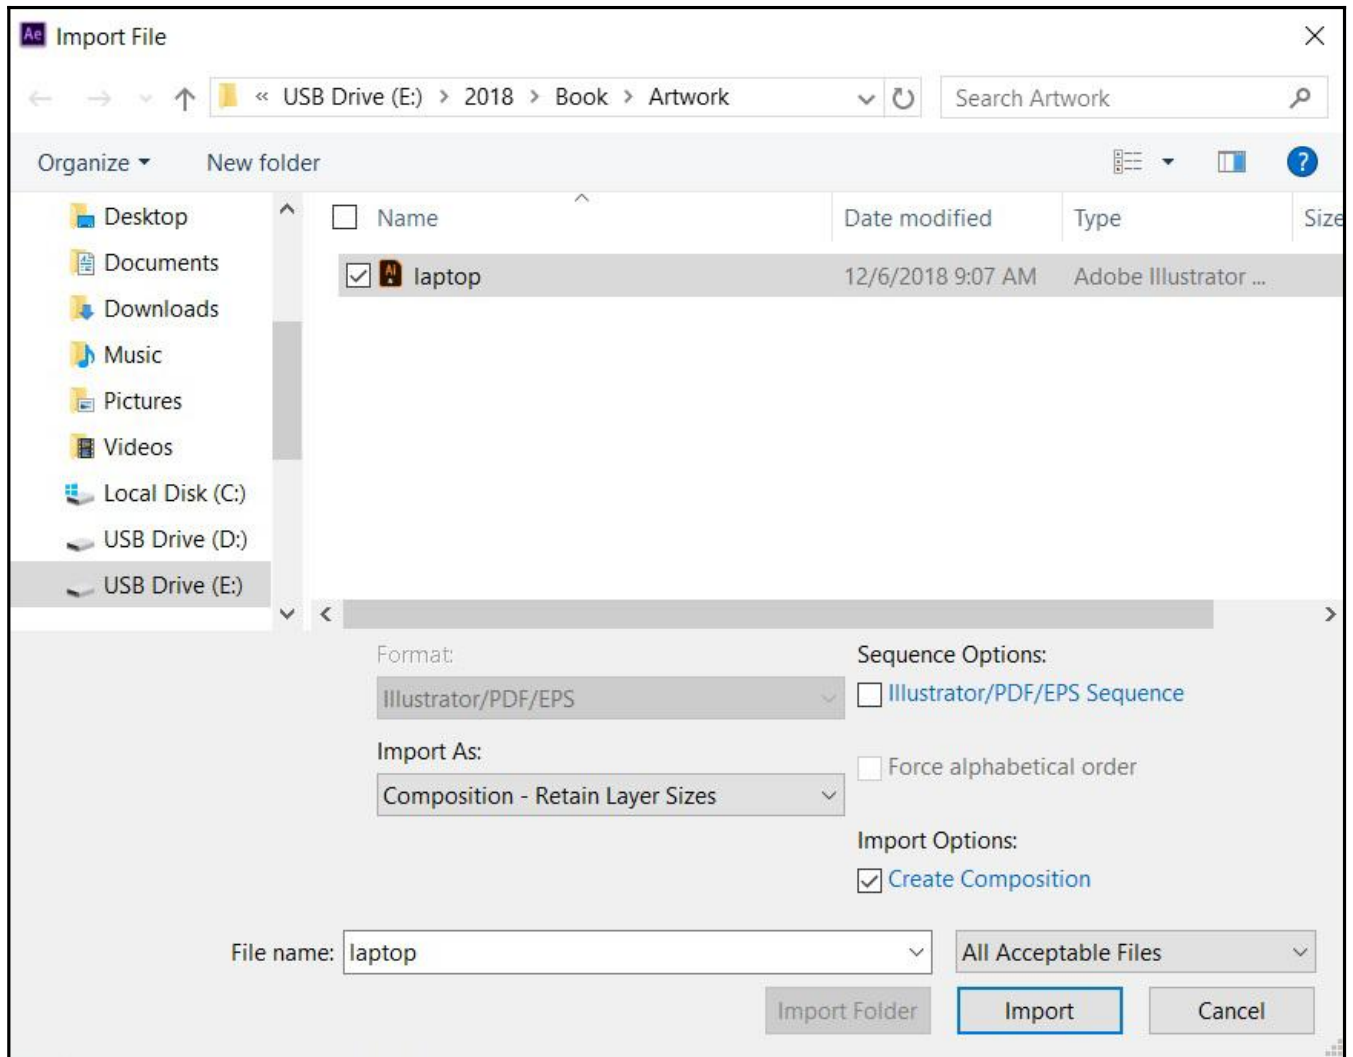 Ae Import File
« USB Drive (E:) > 2018 > Book > Artwork
Search Artwork
Organize
New folder
?
Desktop
Documents
Downloads
Music
Pictures
Videos
Local Disk (C:)
USB Drive (D:)
USB Drive (E:)
Name Date modified Type Size
Ai laptop 12/6/2018 9:07 AM Adobe Illustrator ...
Format:
Illustrator/PDF/EPS
Import As:
Composition - Retain Layer Sizes
Sequence Options:
Illustrator/PDF/EPS Sequence
Force alphabetical order
Import Options:
Create Composition
File name: laptop
All Acceptable Files
Import Folder Import Cancel